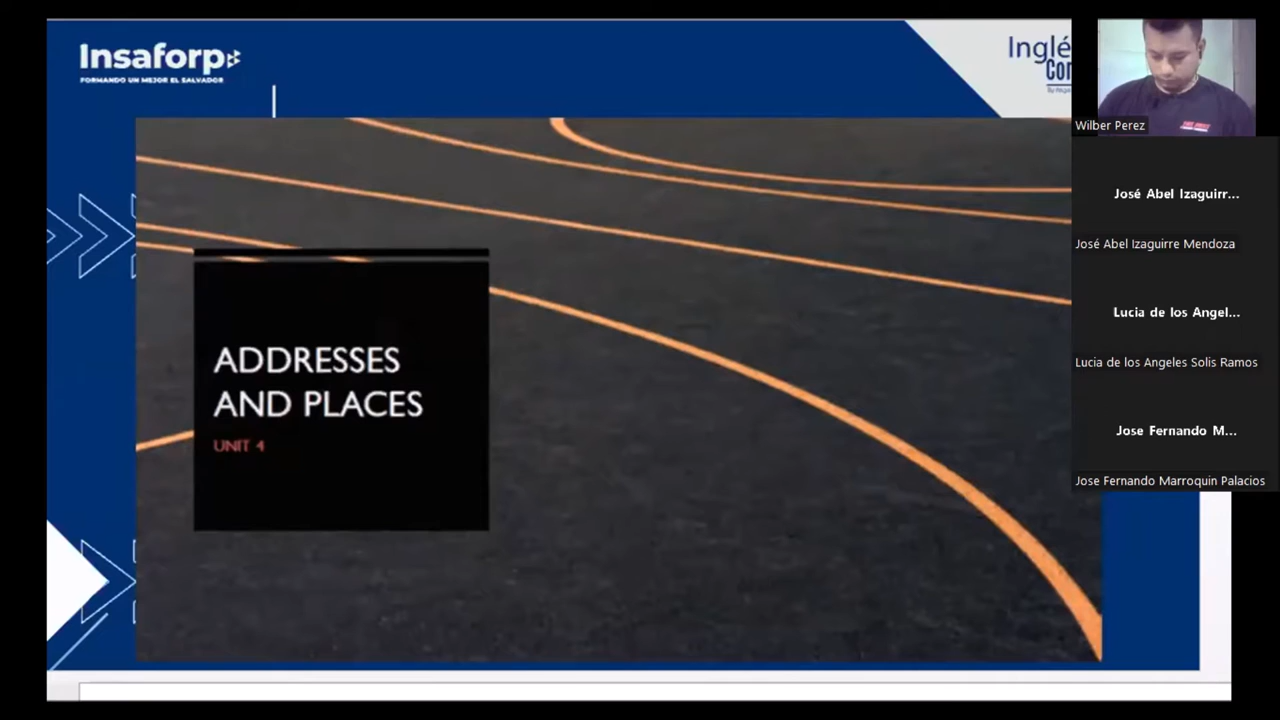 Insaforp
FORMANDO UN MEJOR EL SALVADOR
Inglé
Con
ADDRESSES
AND PLACES
UNIT 4
Wilber Perez
José Abel Izaguirr...
José Abel Izaguirre Mendoza
Lucia de los Angel...
Lucia de los Angeles Solis Ramos
Jose Fernando M...
Jose Fernando Marroquin Palacios